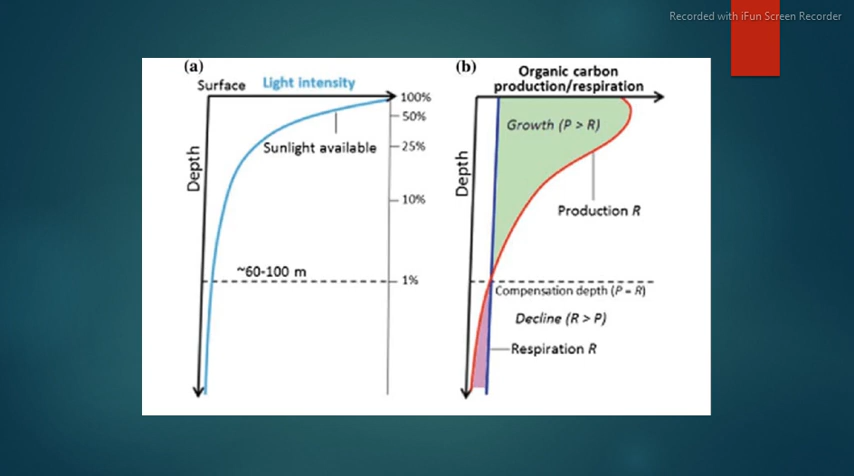 Recorded with iFun Screen Recorder
(a)
Surface
Light intensity
100%
50%
Sunlight available
25%
Depth
10%
~60-100 m
1%
(b)
Organic carbon
production/respiration
Growth (P > R)
Depth
Production R
Compensation depth (P = R)
Decline (R > P)
Respiration R